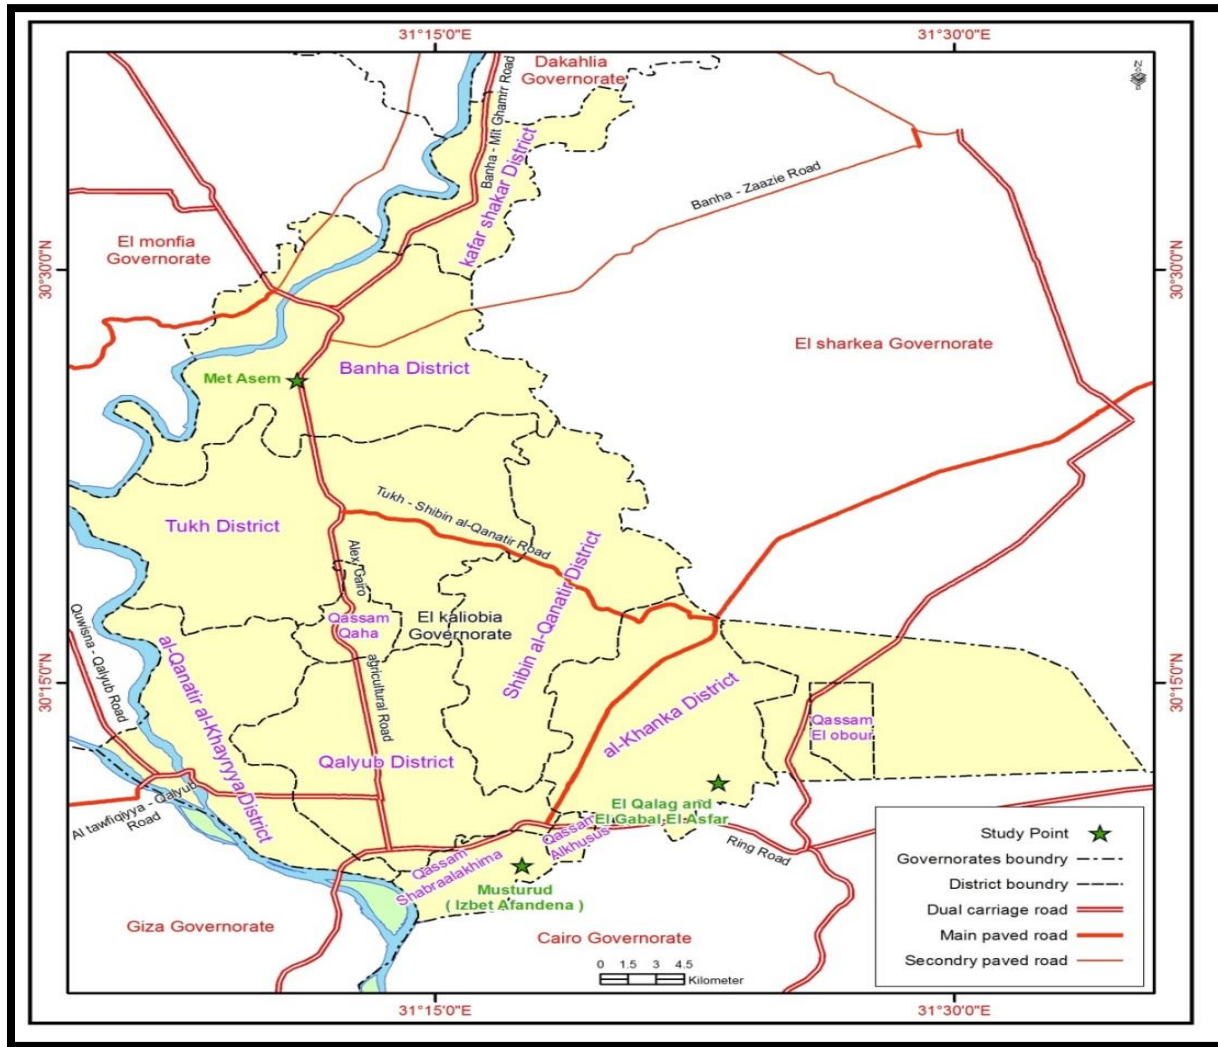 31°15'0"E
31°30'0"E
Dakahlia
Governorate
North
Banha - Mit Ghamrr Road
kafar shakar District
Banha - Zaazie Road
El monfia
Governorate
30°30'0"N
30°30'0"N
El sharkea Governorate
Met Asem
Banha District
Tukh - Shibin al-Qanatir Road
Tukh District
Alex, Gairo
agricultural Road
Shibin al-Qanatir District
Qassam
Qaha
El kaliobia
Governorate
Quwisna - Qalyub Road
al-Qanatir al-Khayryya District
30°15'0"N
30°15'0"N
al-Khanka District
Qassam
El obour
Qalyub District
El Qalag and
El Gabal El Asfar
Al tawfiqiyya - Qalyub
Road
Qassam
Alkhusus
Ring Road
Qassam
Shabraalakhima
Musturud
( Izbet Afandena )
Giza Governorate
Cairo Governorate
Study Point
Governorates boundry
District boundry
Dual carriage road
Main paved road
Secondry paved road
0 1.5 3 4.5
Kilometer
31°15'0"E
31°30'0"E